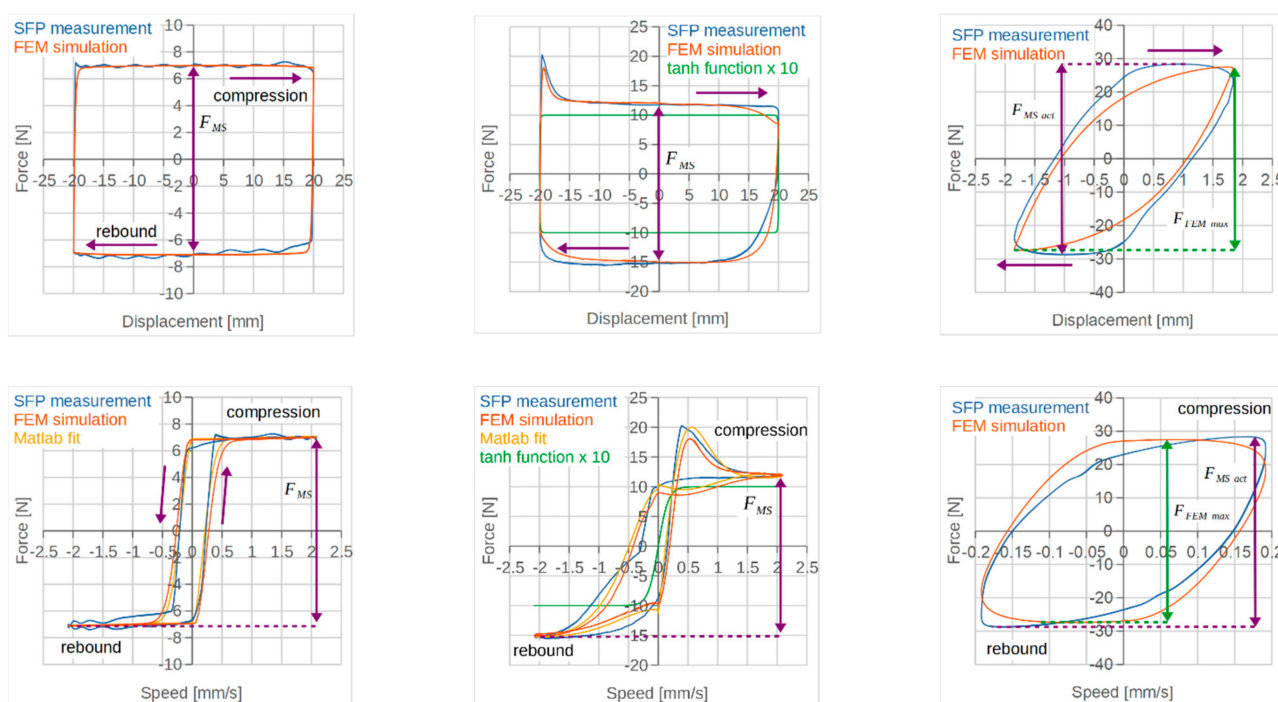 10
SFP measurement
FEM simulation
8
6
compression
4
F_MS
2
0
-25 -20 -15 -10 -5 0 5 10 15 20 25
-2
-4
rebound
-6
-8
-10
Force [N]
Displacement [mm]
25
SFP measurement
FEM simulation
tanh function x 10
20
15
10
5
F_MS
0
-25 -20 -15 -10 -5 0 5 10 15 20 25
-5
-10
-15
-20
Force [N]
Displacement [mm]
40
SFP measurement
FEM simulation
30
20
F_MS act
10
0
-2.5 -2 -1.5 -1 -0.5 0 0.5 1 1.5 2 2.5
-10
F_FEM max
-20
-30
-40
Force [N]
Displacement [mm]
10
SFP measurement
FEM simulation
Matlab fit
compression
8
6
4
F_MS
2
0
-2.5 -2 -1.5 -1 -0.5 0 0.5 1 1.5 2 2.5
-2
-4
-6
-8
rebound
-10
Force [N]
Speed [mm/s]
25
SFP measurement
FEM simulation
Matlab fit
tanh function x 10
compression
20
15
10
F_MS
5
0
-2.5 -2 -1.5 -1 -0.5 0 0.5 1 1.5 2 2.5
-5
-10
-15
rebound
-20
Force [N]
Speed [mm/s]
40
SFP measurement
FEM simulation
compression
30
20
F_MS act
10
F_FEM max
0
-0.2 -0.15 -0.1 -0.05 0 0.05 0.1 0.15 0.2
-10
-20
-30
rebound
-40
Force [N]
Speed [mm/s]